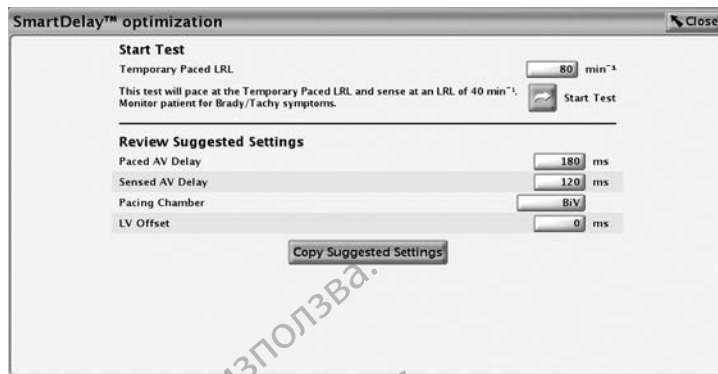 SmartDelay™ optimization
Close
Start Test
Temporary Paced LRL 80 min⁻¹
This test will pace at the Temporary Paced LRL and sense at an LRL of 40 min⁻¹.
Monitor patient for Brady/Tachy symptoms.
Start Test
Review Suggested Settings
Paced AV Delay 180 ms
Sensed AV Delay 120 ms
Pacing Chamber BiV
LV Offset 0 ms
Copy Suggested Settings